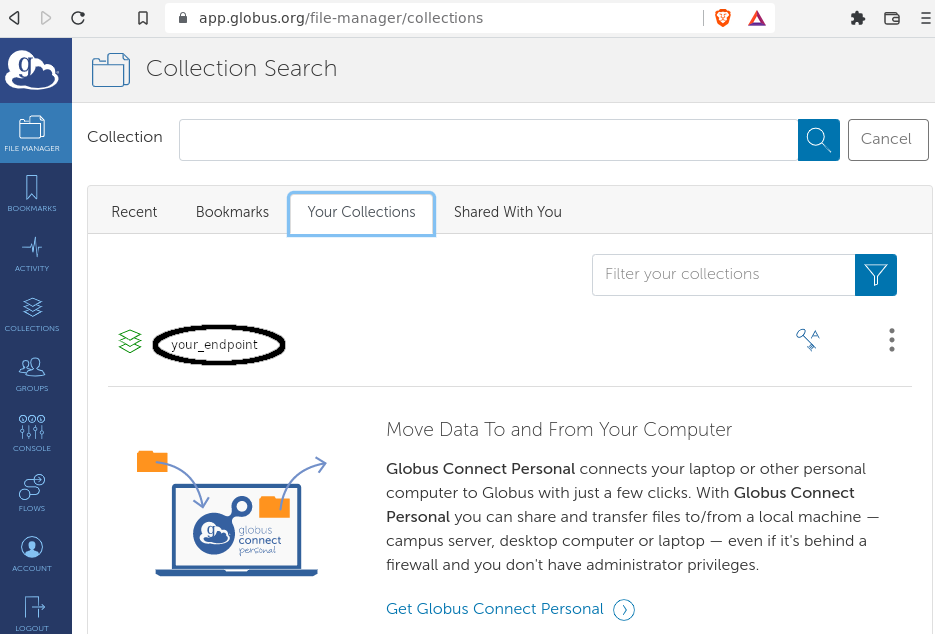 app.globus.org/file-manager/collections
g
Collection Search
FILE MANAGER
Collection
Cancel
BOOKMARKS
Recent
Bookmarks
Your Collections
Shared With You
ACTIVITY
Filter your collections
COLLECTIONS
your_endpoint
A
GROUPS
Move Data To and From Your Computer
CONSOLE
Globus Connect Personal connects your laptop or other personal
computer to Globus with just a few clicks. With Globus Connect
Personal you can share and transfer files to/from a local machine —
campus server, desktop computer or laptop — even if it's behind a
firewall and you don't have administrator privileges.
g
globus
connect
personal
FLOWS
ACCOUNT
Get Globus Connect Personal
LOGOUT